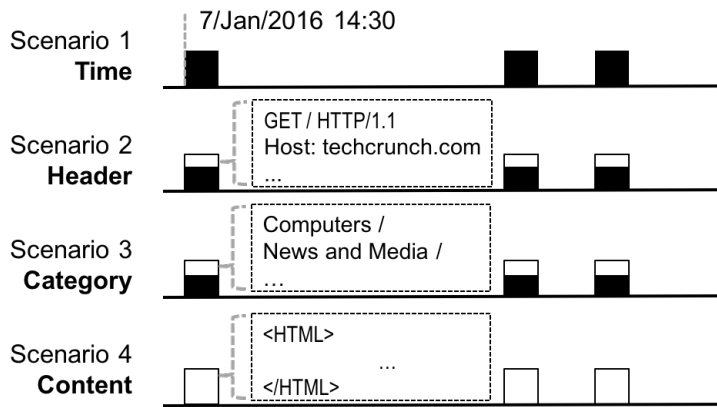 7/Jan/2016 14:30
Scenario 1
Time
Scenario 2
Header
GET / HTTP/1.1
Host: techcrunch.com
...
Scenario 3
Category
Computers /
News and Media /
...
Scenario 4
Content
<HTML>
...
</HTML>